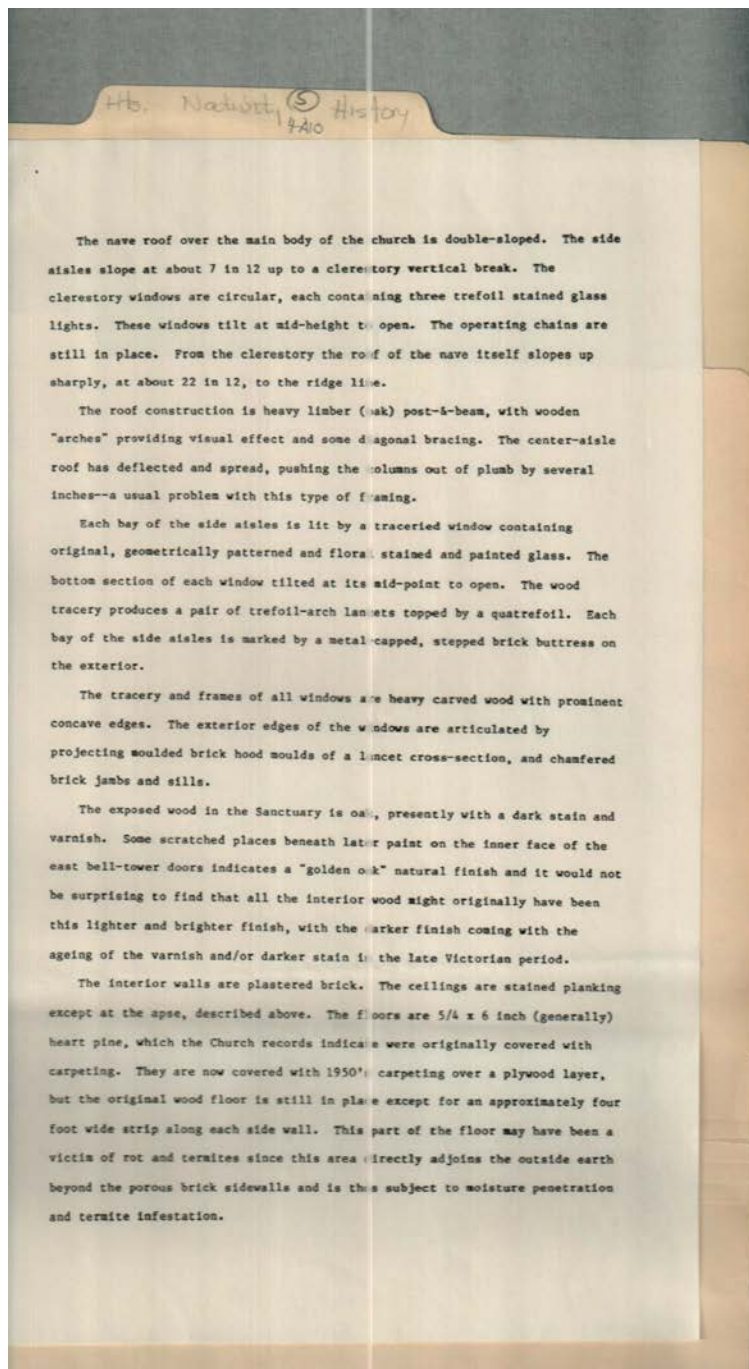 Hts. Nativity 5 History
4210
The nave roof over the main body of the church is double-sloped. The side
aisles slope at about 7 in 12 up to a clerestory vertical break. The
clerestory windows are circular, each containing three trefoil stained glass
lights. These windows tilt at mid-height to open. The operating chains are
still in place. From the clerestory the roof of the nave itself slopes up
sharply, at about 22 in 12, to the ridge line.
The roof construction is heavy limber (oak) post-&-beam, with wooden
"arches" providing visual effect and some diagonal bracing. The center-aisle
roof has deflected and spread, pushing the columns out of plumb by several
inches--a usual problem with this type of framing.
Each bay of the side aisles is lit by a traceried window containing
original, geometrically patterned and floral stained and painted glass. The
bottom section of each window tilted at its mid-point to open. The wood
tracery produces a pair of trefoil-arch lancets topped by a quatrefoil. Each
bay of the side aisles is marked by a metal-capped, stepped brick buttress on
the exterior.
The tracery and frames of all windows are heavy carved wood with prominent
concave edges. The exterior edges of the windows are articulated by
projecting moulded brick hood moulds of a lancet cross-section, and chamfered
brick jambs and sills.
The exposed wood in the Sanctuary is oak, presently with a dark stain and
varnish. Some scratched places beneath later paint on the inner face of the
east bell-tower doors indicates a "golden oak" natural finish and it would not
be surprising to find that all the interior wood might originally have been
this lighter and brighter finish, with the darker finish coming with the
ageing of the varnish and/or darker stain in the late Victorian period.
The interior walls are plastered brick. The ceilings are stained planking
except at the apse, described above. The floors are 5/4 x 6 inch (generally)
heart pine, which the Church records indicate were originally covered with
carpeting. They are now covered with 1950's carpeting over a plywood layer,
but the original wood floor is still in place except for an approximately four
foot wide strip along each side wall. This part of the floor may have been a
victim of rot and termites since this area directly adjoins the outside earth
beyond the porous brick sidewalls and is thus subject to moisture penetration
and termite infestation.